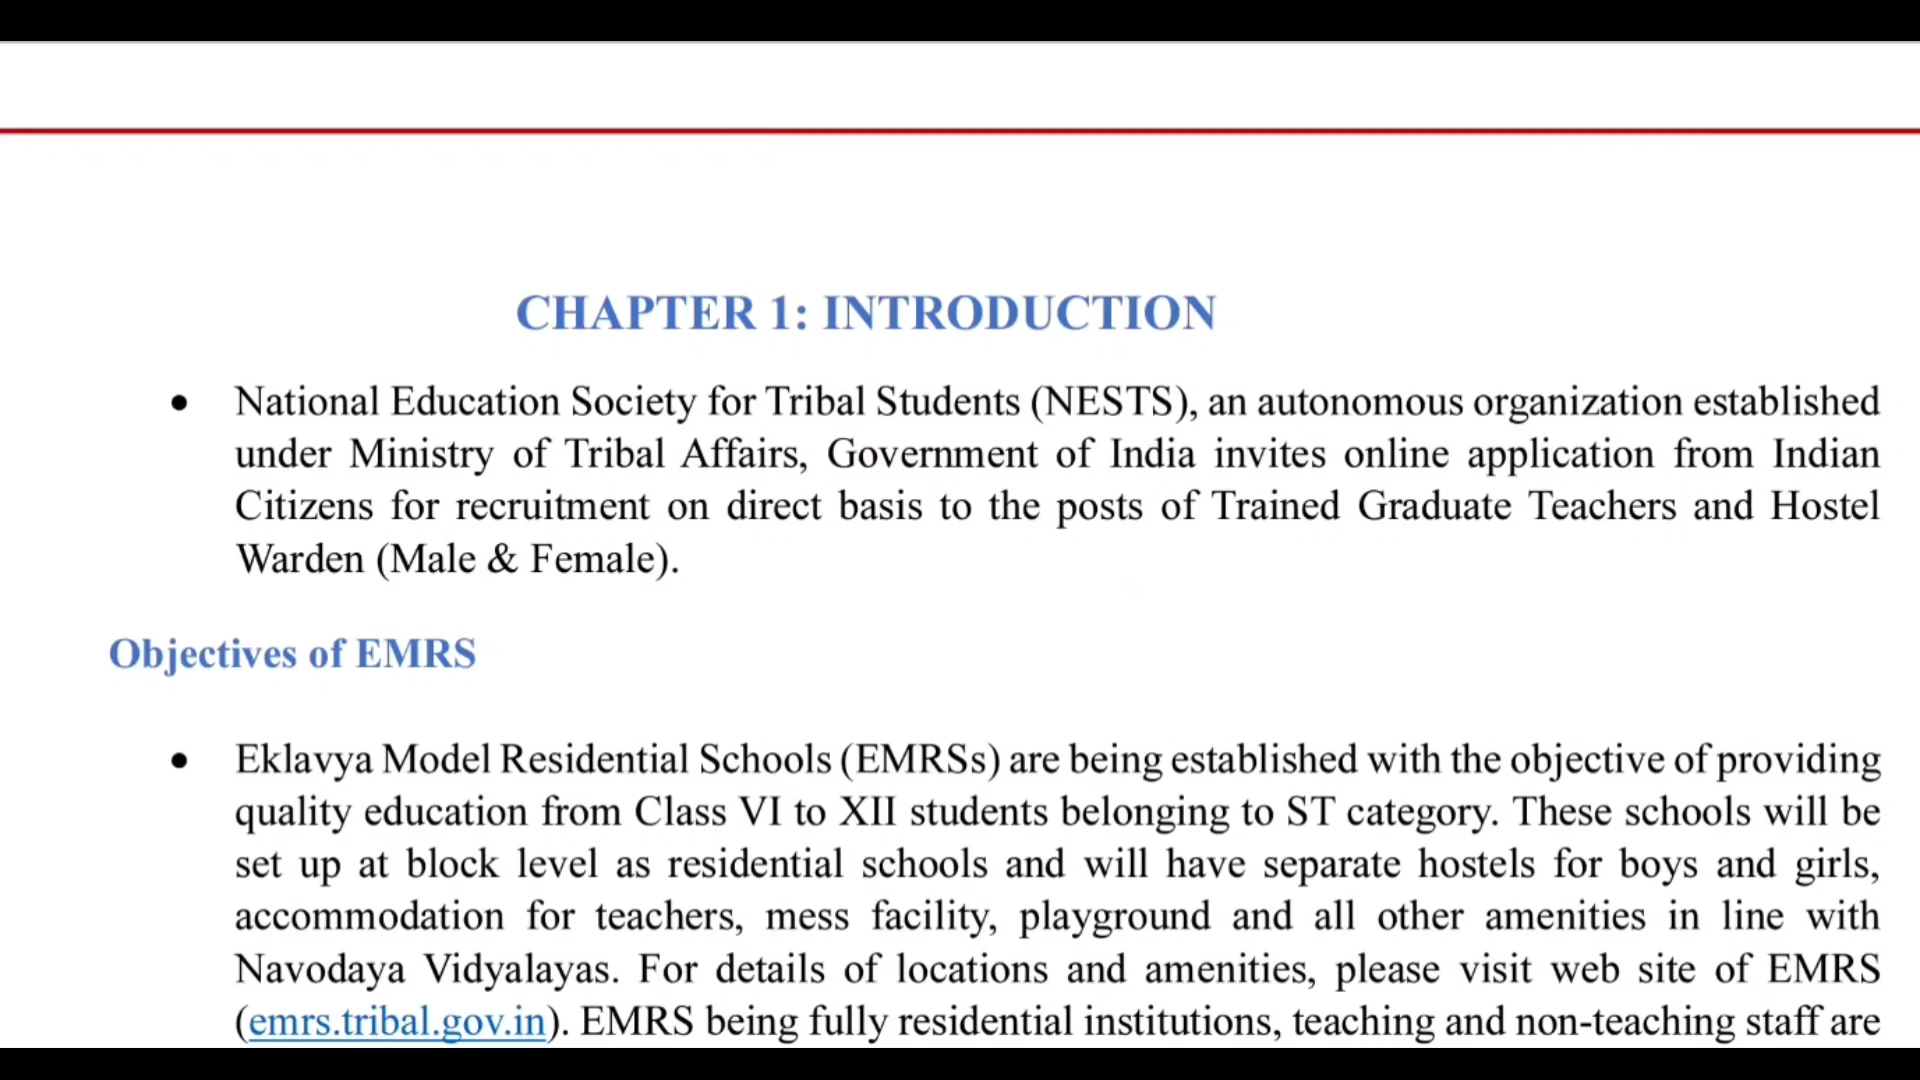 CHAPTER 1: INTRODUCTION
• National Education Society for Tribal Students (NESTS), an autonomous organization established
under Ministry of Tribal Affairs, Government of India invites online application from Indian
Citizens for recruitment on direct basis to the posts of Trained Graduate Teachers and Hostel
Warden (Male & Female).
Objectives of EMRS
• Eklavya Model Residential Schools (EMRSs) are being established with the objective of providing
quality education from Class VI to XII students belonging to ST category. These schools will be
set up at block level as residential schools and will have separate hostels for boys and girls,
accommodation for teachers, mess facility, playground and all other amenities in line with
Navodaya Vidyalayas. For details of locations and amenities, please visit web site of EMRS
(emrs.tribal.gov.in). EMRS being fully residential institutions, teaching and non-teaching staff are